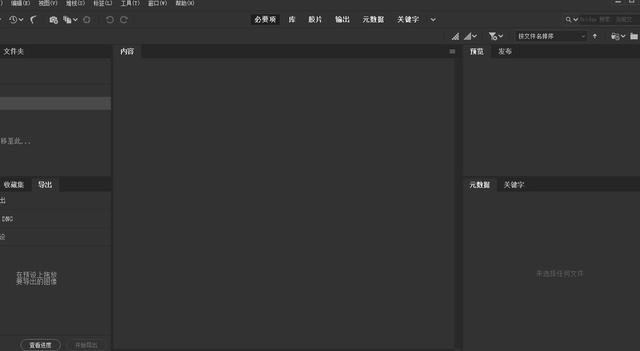 ) 编辑(E) 视图(V) 堆栈(S) 标签(L) 工具(T) 窗口(W) 帮助(H)
必要项 库 胶片 输出 元数据 关键字
按文件名排序
文件夹 内容 预览 发布
移至此...
收藏集 导出 元数据 关键字
出
DNG
设
在预设上拖放
要导出的图像
未选择任何文件
查看进度 开始导出